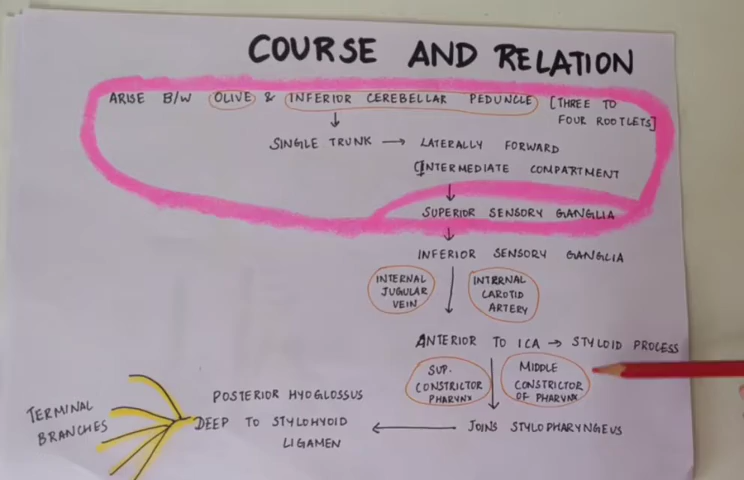 COURSE AND RELATION
ARISE B/W OLIVE & INFERIOR CEREBELLAR PEDUNCLE [THREE TO
FOUR ROOTLETS]
SINGLE TRUNK → LATERALLY FORWARD
(INTERMEDIATE COMPARTMENT
SUPERIOR SENSORY GANGLIA
INFERIOR SENSORY GANGLIA
INTERNAL
JUGULAR
VEIN
INTERNAL
CAROTID
ARTERY
ANTERIOR TO ICA → STYLOID PROCESS
SUP.
CONSTRICTOR
PHARYNX
MIDDLE
CONSTRICTOR
OF PHARYNX
JOINS STYLOPHARYNGEUS
POSTERIOR HYOGLOSSUS
DEEP TO STYLOHYOID
LIGAMEN
TERMINAL
BRANCHES